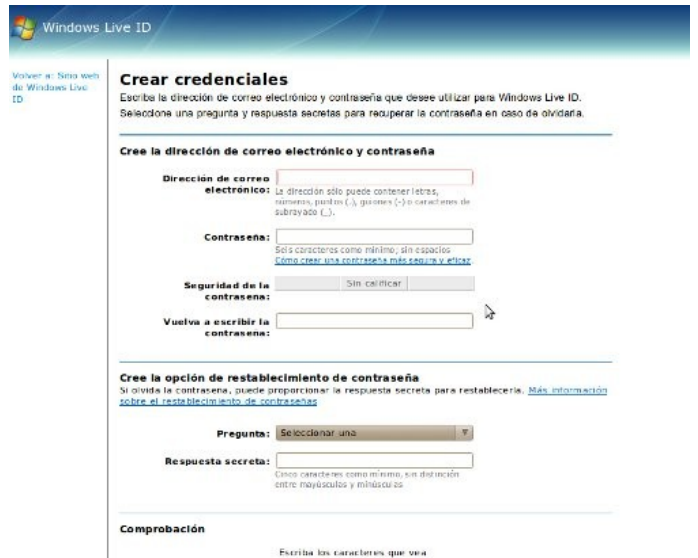 Windows Live ID
Volver a: Sitio web
de Windows Live
ID
Crear credenciales
Escriba la dirección de correo electrónico y contraseña que desee utilizar para Windows Live ID.
Seleccione una pregunta y respuesta secretas para recuperar la contraseña en caso de olvidarla.
Cree la dirección de correo electrónico y contraseña
Dirección de correo
electrónico:
La dirección sólo puede contener letras,
números, puntos (.), guiones (-) o caracteres de
subrayado (_).
Contraseña:
Seis caracteres como mínimo; sin espacios
Cómo crear una contraseña más segura y eficaz.
Seguridad de la
contraseña:
Sin calificar
Vuelva a escribir la
contraseña:
Cree la opción de restablecimiento de contraseña
Si olvida la contraseña, puede proporcionar la respuesta secreta para restablecerla. Más información
sobre el restablecimiento de contraseñas
Pregunta:
Seleccionar una
Respuesta secreta:
Cinco caracteres como mínimo, sin distinción
entre mayúsculas y minúsculas
Comprobación
Escriba los caracteres que vea